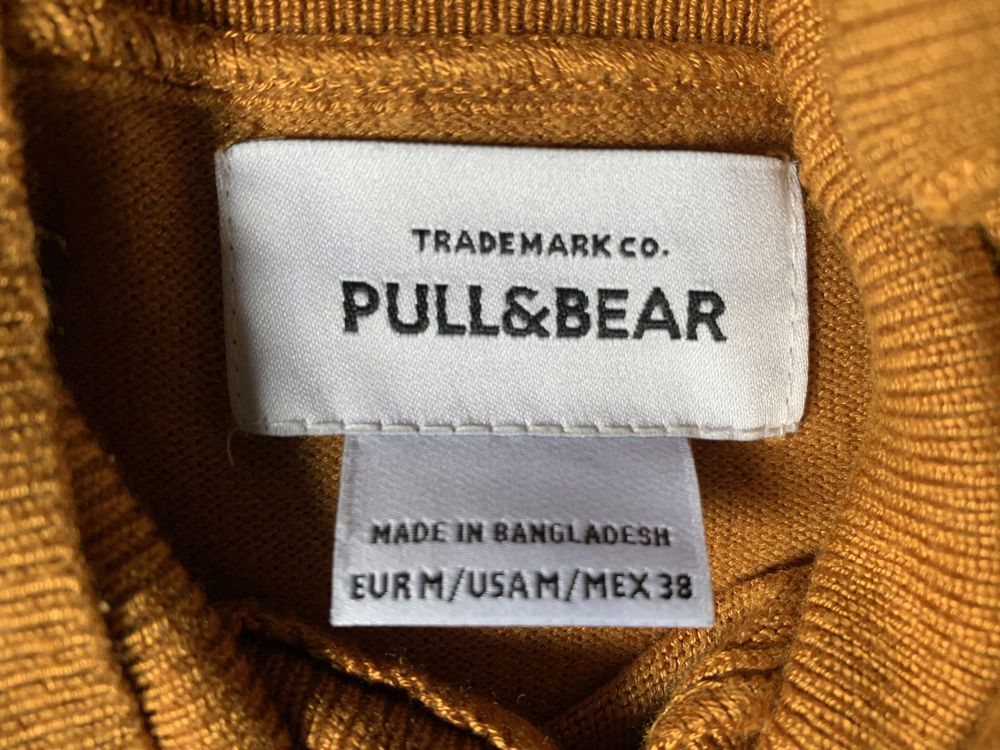 TRADEMARK CO.
PULL&BEAR
MADE IN BANGLADESH
EUR M/USA M/MEX 38